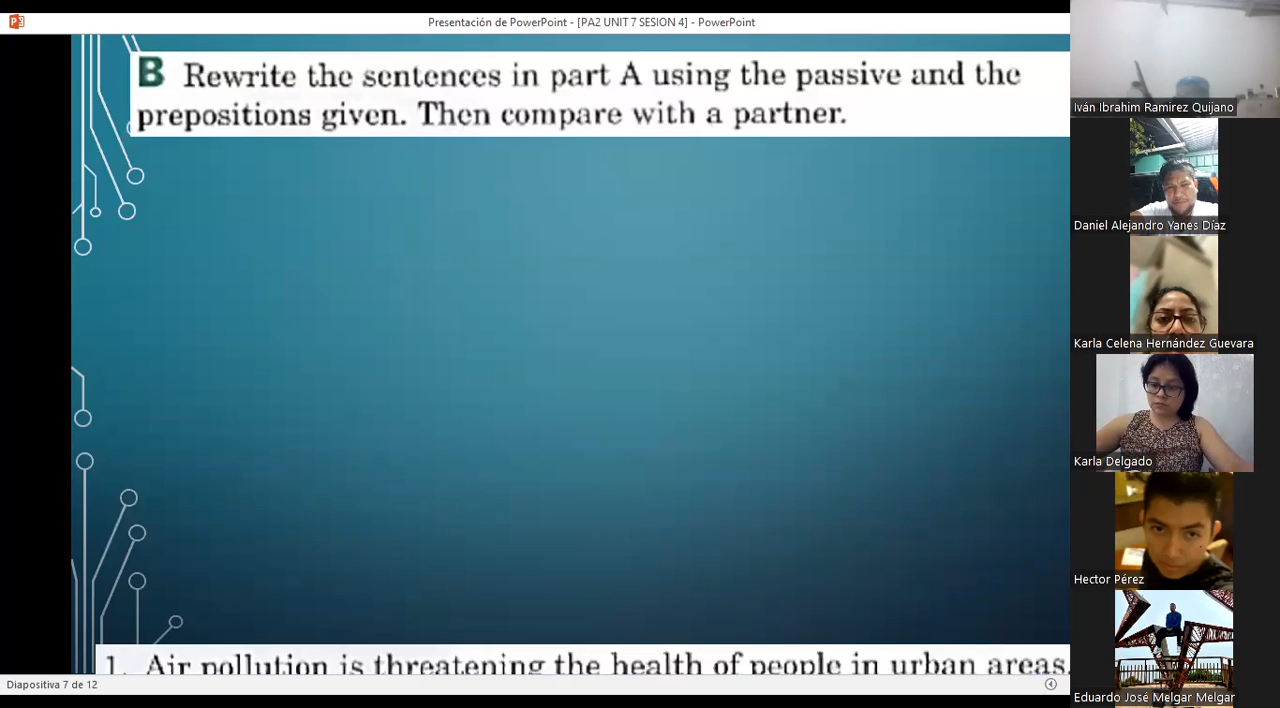 Presentación de PowerPoint - [PA2 UNIT 7 SESION 4] - PowerPoint
B Rewrite the sentences in part A using the passive and the
prepositions given. Then compare with a partner.
1. Air pollution is threatening the health of people in urban areas.
Diapositiva 7 de 12
Iván Ibrahim Ramirez Quijano
Daniel Alejandro Yanes Díaz
Karla Celena Hernández Guevara
Karla Delgado
Hector Pérez
Eduardo José Melgar Melgar